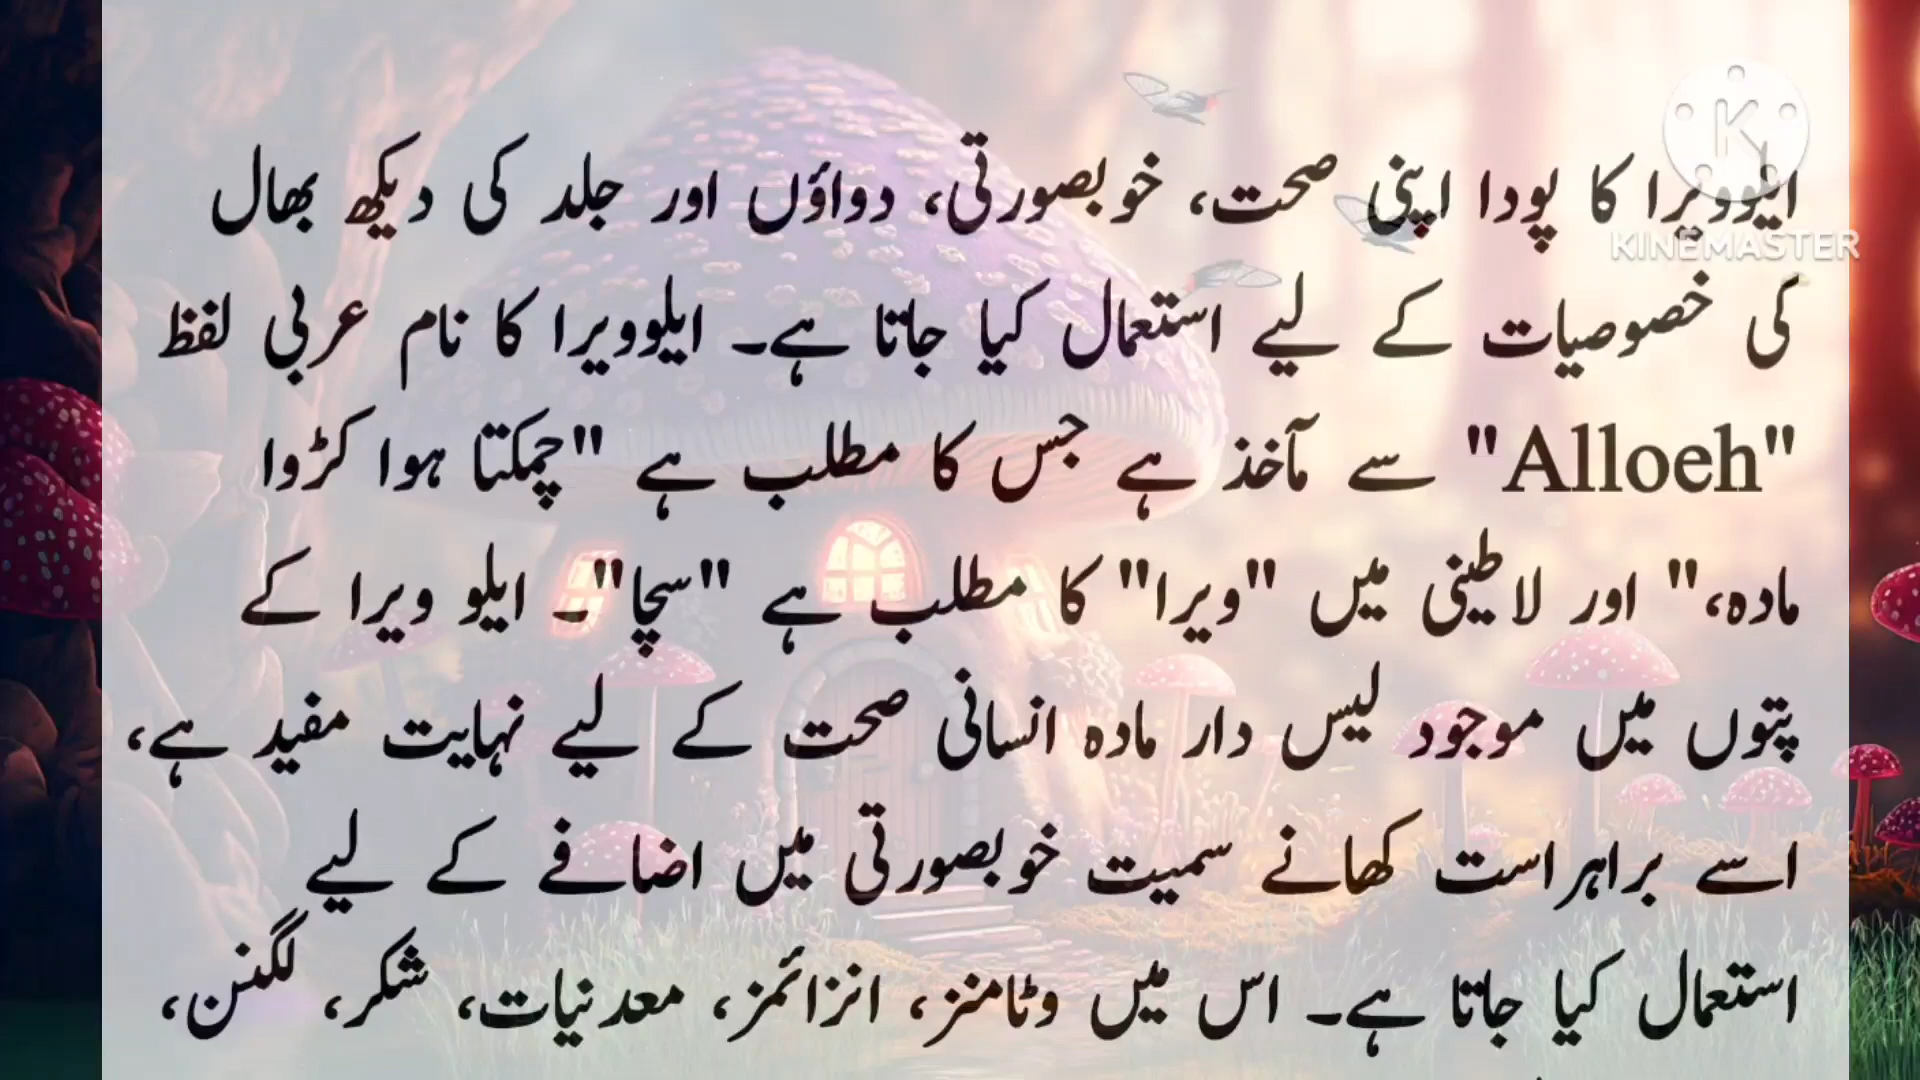 ایلوویرا کا پودا اپنی صحت، خوبصورتی، دواؤں اور جلد کی دیکھ بھال
KINEMASTER
کی خصوصیات کے لیے استعمال کیا جاتا ہے۔ ایلوویرا کا نام عربی لفظ
"Alloeh" سے مآخذ ہے جس کا مطلب ہے "چمکتا ہوا کڑوا
مادہ،" اور لاطینی میں "ویرا" کا مطلب ہے "سچا"۔ ایلو ویرا کے
پتوں میں موجود لیس دار مادہ انسانی صحت کے لیے نہایت مفید ہے،
اسے براہراست کھانے سمیت خوبصورتی میں اضافے کے لیے
استعمال کیا جاتا ہے۔ اس میں وٹامنز، انزائمز، معدنیات، شکر، لگنن،